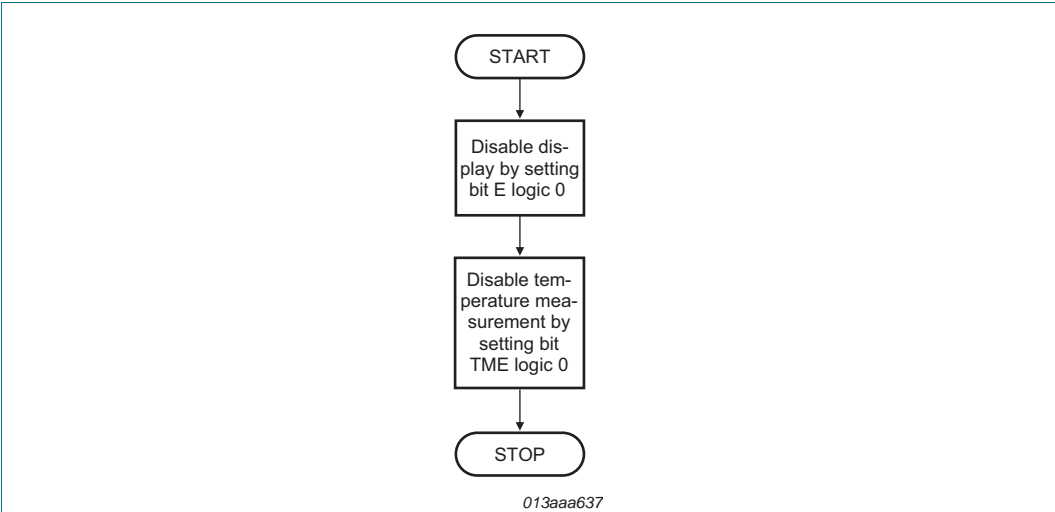 START
Disable dis-
play by setting
bit E logic 0
Disable tem-
perature mea-
surement by
setting bit
TME logic 0
STOP
013aaa637